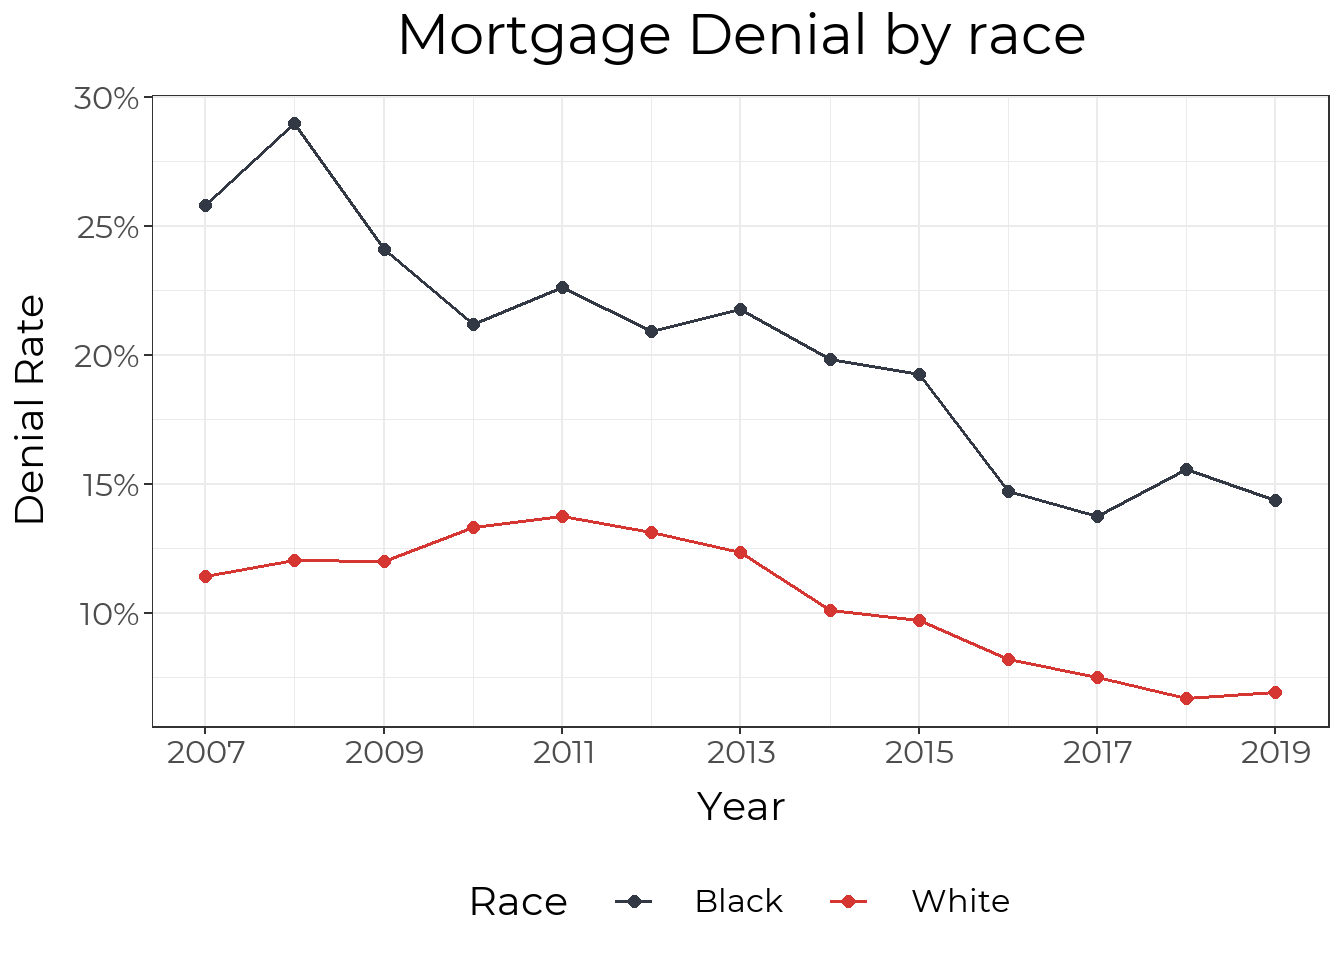 Mortgage Denial by race
30%
25%
20%
15%
10%
Denial Rate
2007 2009 2011 2013 2015 2017 2019
Year
Race Black White